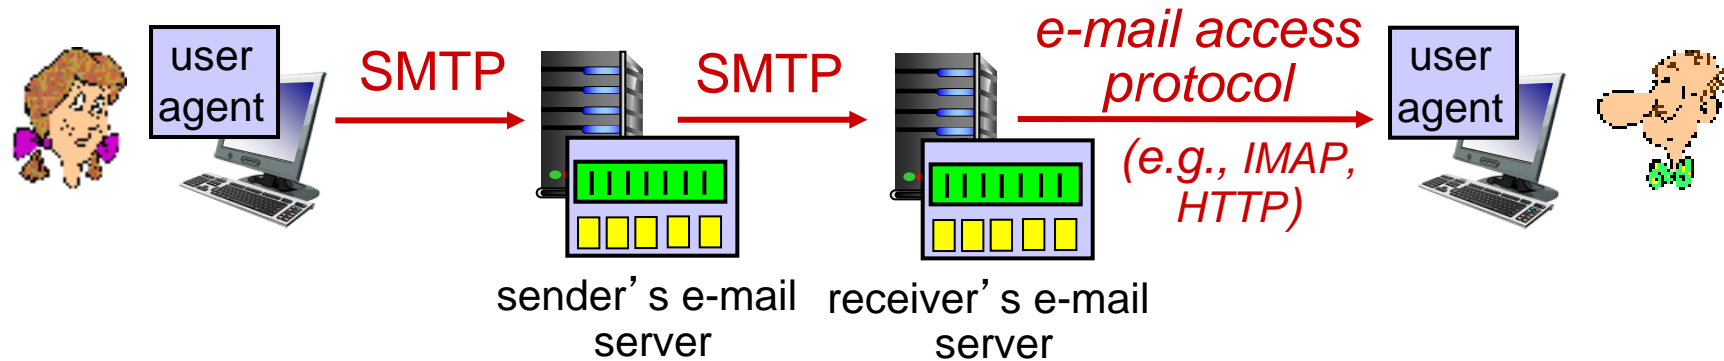 user
agent
SMTP
SMTP
e-mail access
protocol
(e.g., IMAP,
HTTP)
user
agent
sender’s e-mail
server
receiver’s e-mail
server